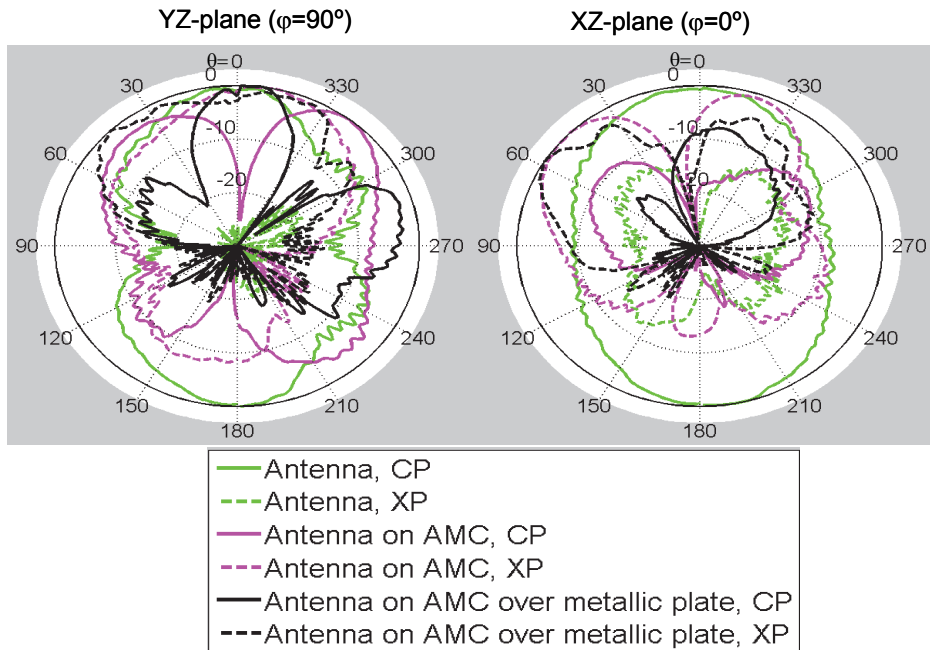 YZ-plane (φ=90º)
XZ-plane (φ=0º)
θ=0
0
-10
-20
30
60
90
120
150
180
210
240
270
300
330
θ=0
0
-10
-20
30
60
90
120
150
180
210
240
270
300
330
Antenna, CP
Antenna, XP
Antenna on AMC, CP
Antenna on AMC, XP
Antenna on AMC over metallic plate, CP
Antenna on AMC over metallic plate, XP